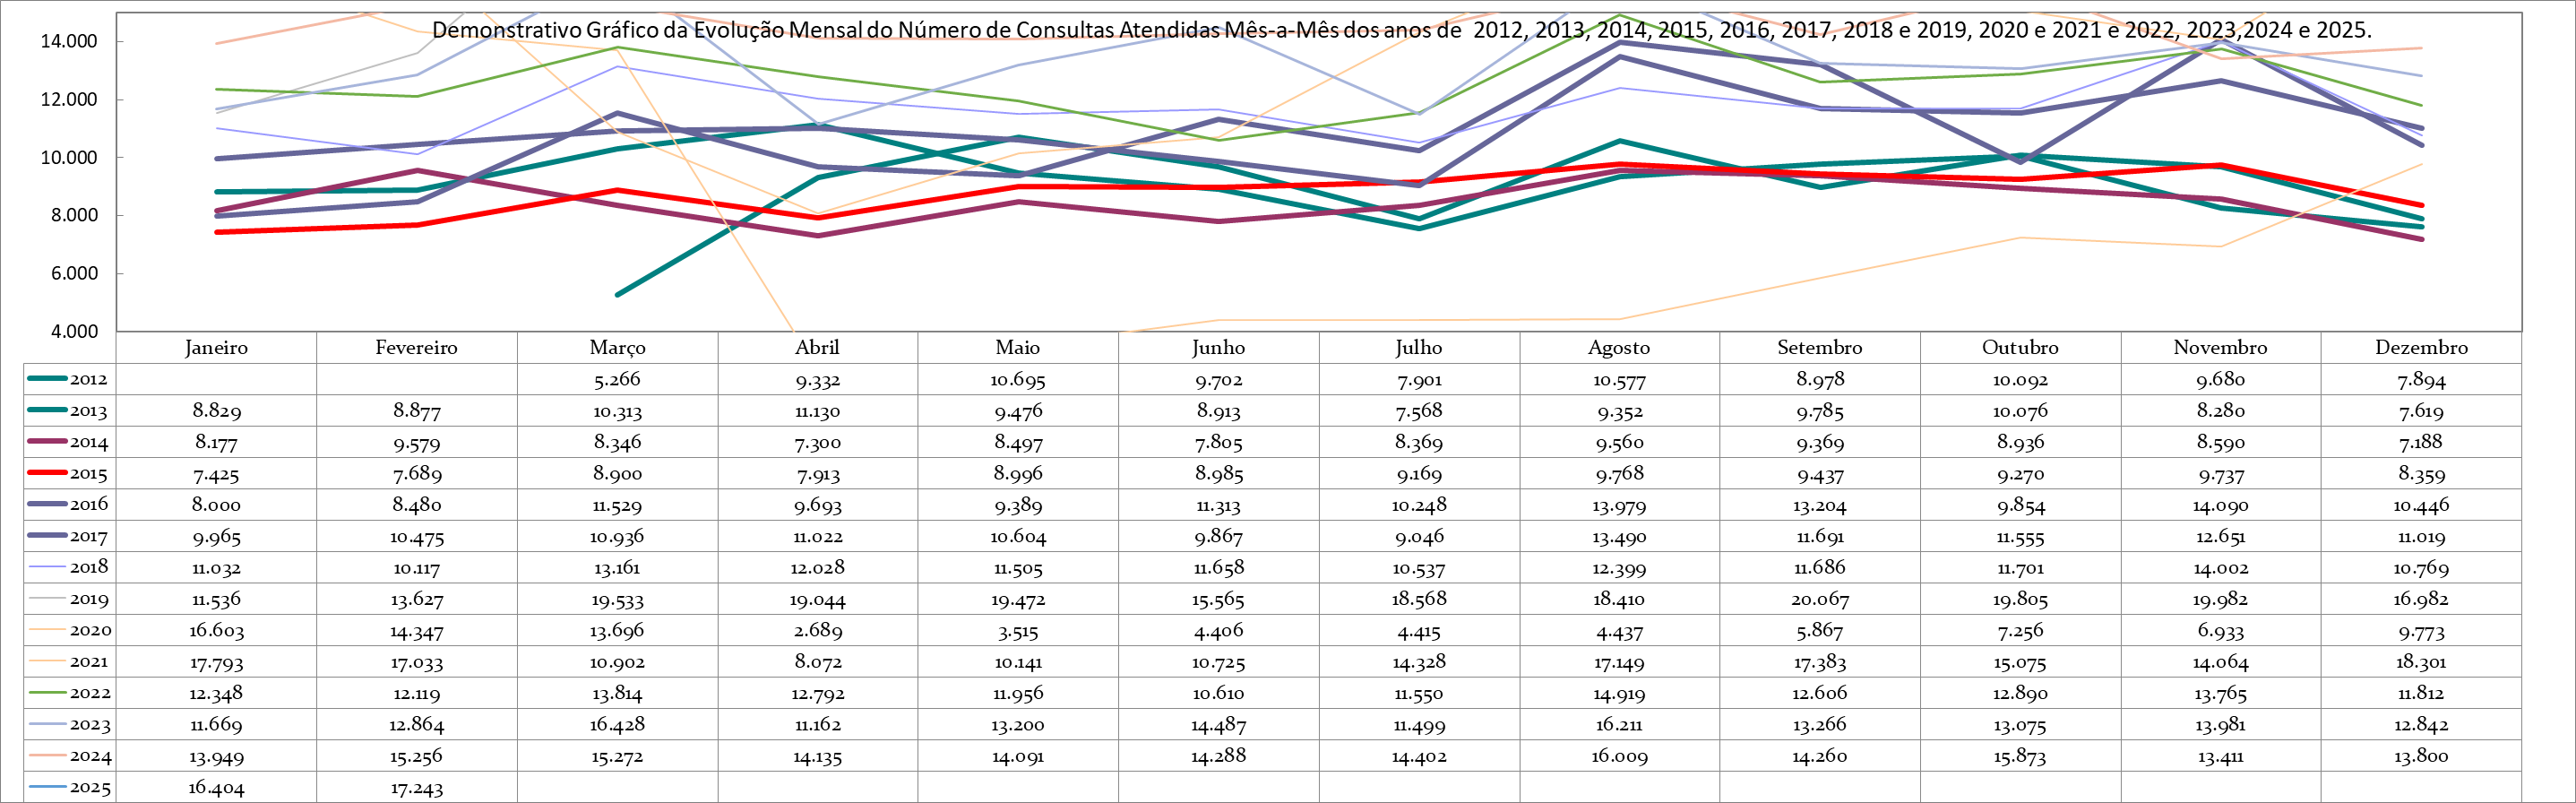 Demonstrativo Gráfico da Evolução Mensal do Número de Consultas Atendidas Mês-a-Mês dos anos de 2012, 2013, 2014, 2015, 2016, 2017, 2018 e 2019, 2020 e 2021 e 2022, 2023,2024 e 2025.
14.000
12.000
10.000
8.000
6.000
4.000
Janeiro Fevereiro Março Abril Maio Junho Julho Agosto Setembro Outubro Novembro Dezembro
2012 5.266 9.332 10.695 9.702 7.901 10.577 8.978 10.092 9.680 7.894
2013 8.829 8.877 10.313 11.130 9.476 8.913 7.568 9.352 9.785 10.076 8.280 7.619
2014 8.177 9.579 8.346 7.300 8.497 7.805 8.369 9.560 9.369 8.936 8.590 7.188
2015 7.425 7.689 8.900 7.913 8.996 8.985 9.169 9.768 9.437 9.270 9.737 8.359
2016 8.000 8.480 11.529 9.693 9.389 11.313 10.248 13.979 13.204 9.854 14.090 10.446
2017 9.965 10.475 10.936 11.022 10.604 9.867 9.046 13.490 11.691 11.555 12.651 11.019
2018 11.032 10.117 13.161 12.028 11.505 11.658 10.537 12.399 11.686 11.701 14.002 10.769
2019 11.536 13.627 19.533 19.044 19.472 15.565 18.568 18.410 20.067 19.805 19.982 16.982
2020 16.603 14.347 13.696 2.689 3.515 4.406 4.415 4.437 5.867 7.256 6.933 9.773
2021 17.793 17.033 10.902 8.072 10.141 10.725 14.328 17.149 17.383 15.075 14.064 18.301
2022 12.348 12.119 13.814 12.792 11.956 10.610 11.550 14.919 12.606 12.890 13.765 11.812
2023 11.669 12.864 16.428 11.162 13.200 14.487 11.499 16.211 13.266 13.075 13.981 12.842
2024 13.949 15.256 15.272 14.135 14.091 14.288 14.402 16.009 14.260 15.873 13.411 13.800
2025 16.404 17.243